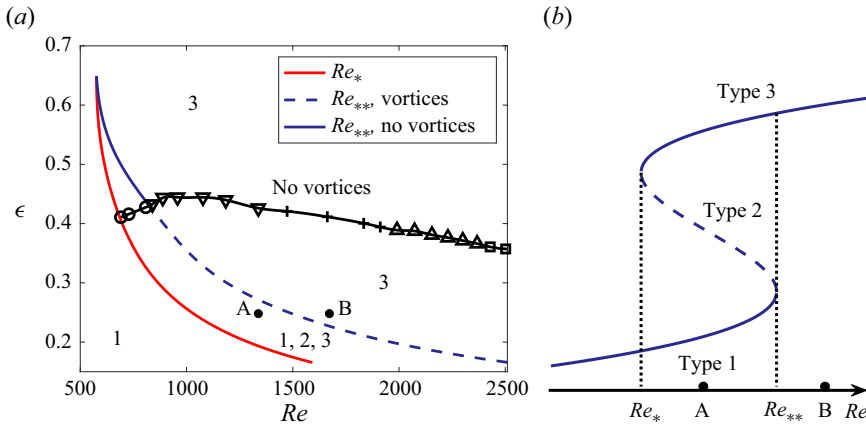 (a)
0.7
0.6
0.5
0.4
0.3
0.2
ϵ
3
Re*
Re**, vortices
Re**, no vortices
No vortices
3
A
B
1
1, 2, 3
500
1000
1500
2000
2500
Re
(b)
Type 3
Type 2
Type 1
Re*
A
Re**
B
Re